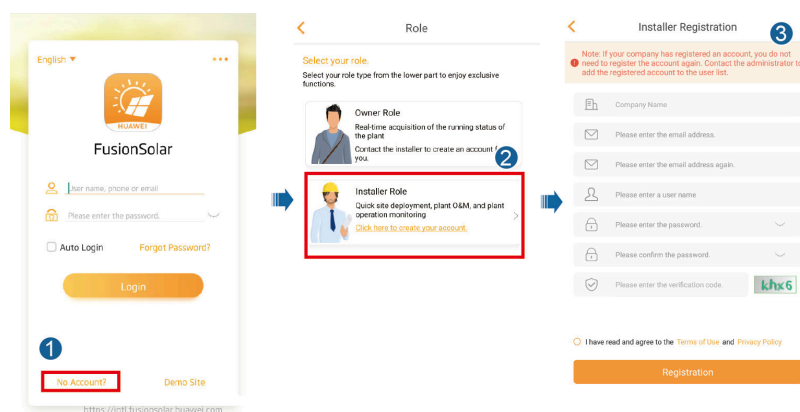 English ▼
HUAWEI
FusionSolar
User name, phone or email
Please enter the password.
Auto Login Forgot Password?
Login
1
No Account? Demo Site
https://intl.fusionsolar.huawei.com
Role
Select your role.
Select your role type from the lower part to enjoy exclusive
functions.
Owner Role
Real-time acquisition of the running status of
the plant
Contact the installer to create an account
you.
2
Installer Role
Quick site deployment, plant O&M, and plant
operation monitoring
Click here to create your account.
Installer Registration
3
Note: If your company has registered an account, you do not
need to register the account again. Contact the administrator to
add the registered account to the user list.
Company Name
Please enter the email address.
Please enter the email address again.
Please enter a user name
Please enter the password.
Please confirm the password.
Please enter the verification code. khx6
I have read and agree to the Terms of Use and Privacy Policy
Registration